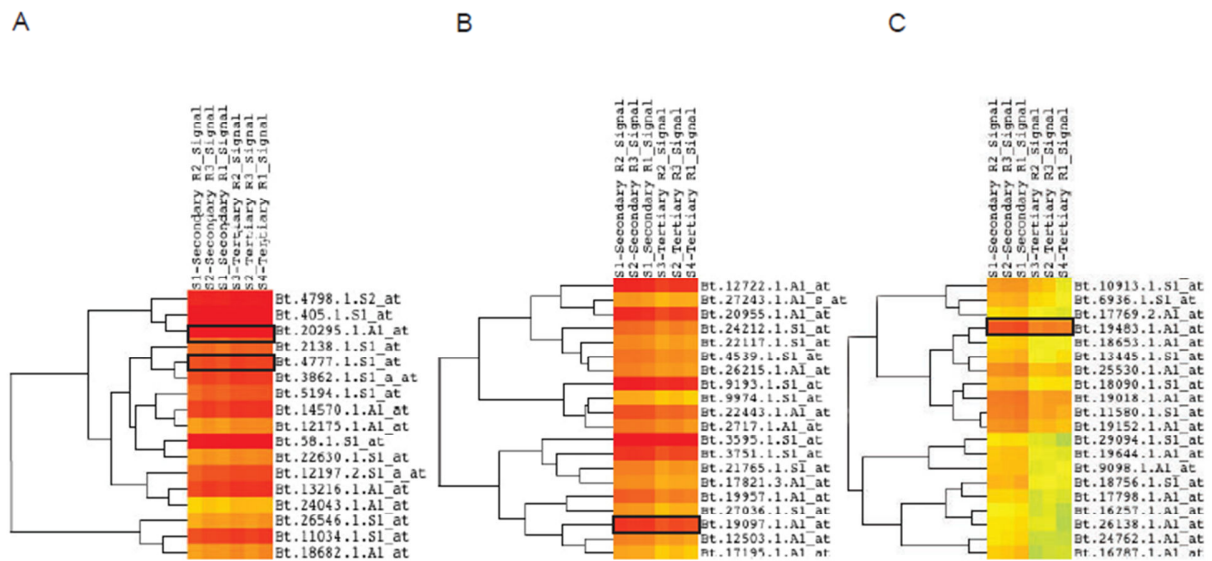 A
B
C
S1-Secondary R2_Signal
S2-Secondary R3_Signal
S1_Secondary R1_Signal
S3-Tertiary R2_Signal
S2_Tertiary R3_Signal
S4-Tertiary R1_Signal
Bt.4798.1.S2_at
Bt.405.1.S1_at
Bt.20295.1.A1_at
Bt.2138.1.S1_at
Bt.4777.1.S1_at
Bt.3862.1.S1_a_at
Bt.5194.1.S1_at
Bt.14570.1.A1_at
Bt.12175.1.A1_at
Bt.58.1.S1_at
Bt.22630.1.S1_at
Bt.12197.2.S1_a_at
Bt.13216.1.A1_at
Bt.24043.1.A1_at
Bt.26546.1.S1_at
Bt.11034.1.S1_at
Bt.18682.1.A1_at
S1-Secondary R2_Signal
S2-Secondary R3_Signal
S1_Secondary R1_Signal
S3-Tertiary R2_Signal
S2_Tertiary R3_Signal
S4-Tertiary R1_Signal
Bt.12722.1.A1_at
Bt.27243.1.A1_s_at
Bt.20955.1.A1_at
Bt.24212.1.S1_at
Bt.22117.1.S1_at
Bt.4539.1.S1_at
Bt.26215.1.A1_at
Bt.9193.1.S1_at
Bt.9974.1.S1_at
Bt.22443.1.A1_at
Bt.2717.1.A1_at
Bt.3595.1.S1_at
Bt.3751.1.S1_at
Bt.21765.1.S1_at
Bt.17821.3.A1_at
Bt.19957.1.A1_at
Bt.27036.1.S1_at
Bt.19097.1.A1_at
Bt.12503.1.A1_at
Bt.17195.1.A1_at
S1-Secondary R2_Signal
S2-Secondary R3_Signal
S1_Secondary R1_Signal
S3-Tertiary R2_Signal
S2_Tertiary R3_Signal
S4-Tertiary R1_Signal
Bt.10913.1.S1_at
Bt.6936.1.S1_at
Bt.17769.2.A1_at
Bt.19483.1.A1_at
Bt.18653.1.A1_at
Bt.13445.1.S1_at
Bt.25530.1.A1_at
Bt.18090.1.S1_at
Bt.19018.1.A1_at
Bt.11580.1.S1_at
Bt.19152.1.A1_at
Bt.29094.1.S1_at
Bt.19644.1.A1_at
Bt.9098.1.A1_at
Bt.18756.1.S1_at
Bt.17798.1.A1_at
Bt.16257.1.A1_at
Bt.26138.1.A1_at
Bt.24762.1.A1_at
Bt.16787.1.A1_at